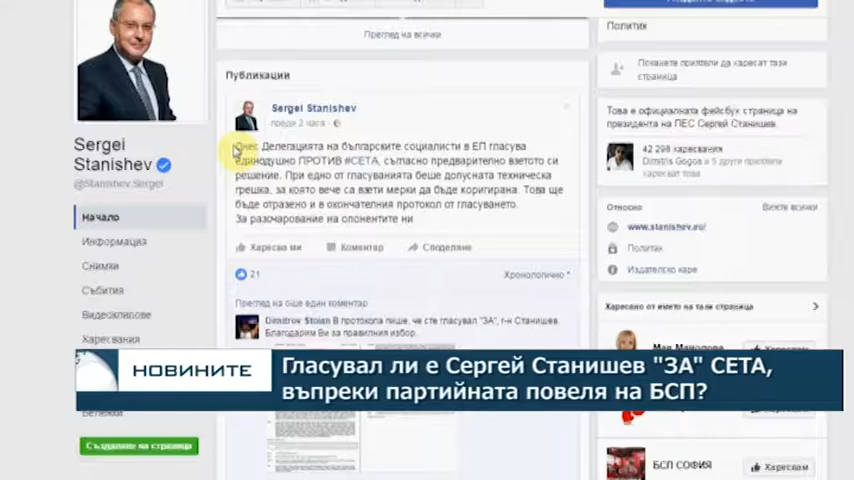 Преглед на всички
Политик
Публикации
Поканете приятели да харесат тази
страница
Sergei Stanishev
преди 2 часа
Това е официалната фейсбук страница на
президента на ПЕС Сергей Станишев.
Sergei
Stanishev
@Stanishev.Sergei
Днес Делегацията на българските социалисти в ЕП гласува
единодушно ПРОТИВ #CETA, съгласно предварително взетото си
решение. При едно от гласуванията беше допусната техническа
грешка, за която вече са взети мерки да бъде коригирана. Това ще
бъде отразено и в окончателния протокол от гласуването.
За разочарование на опонентите ни
42 298 харесвания
Dimitris Gogos и 5 други приятели
харесват това
Начало
Информация
Снимки
Събития
Видеоклипове
Харесвания
Относно
Вижте всички
www.stanishev.eu/
Политик
Издателско каре
Харесва ми
Коментар
Споделяне
21
Хронологично
Преглед на още един коментар
Dimitrov Stoian В протокола пише, че сте гласувал "ЗА", г-н Станишев
Благодарим Ви за правилния избор.
Харесано от името на тази страница
Мая Манолова
НОВИНИТЕ
Гласувал ли е Сергей Станишев "ЗА" СЕТА,
въпреки партийната повеля на БСП?
Създаване на страница
Харесвам
БСП СОФИЯ
Харесвам